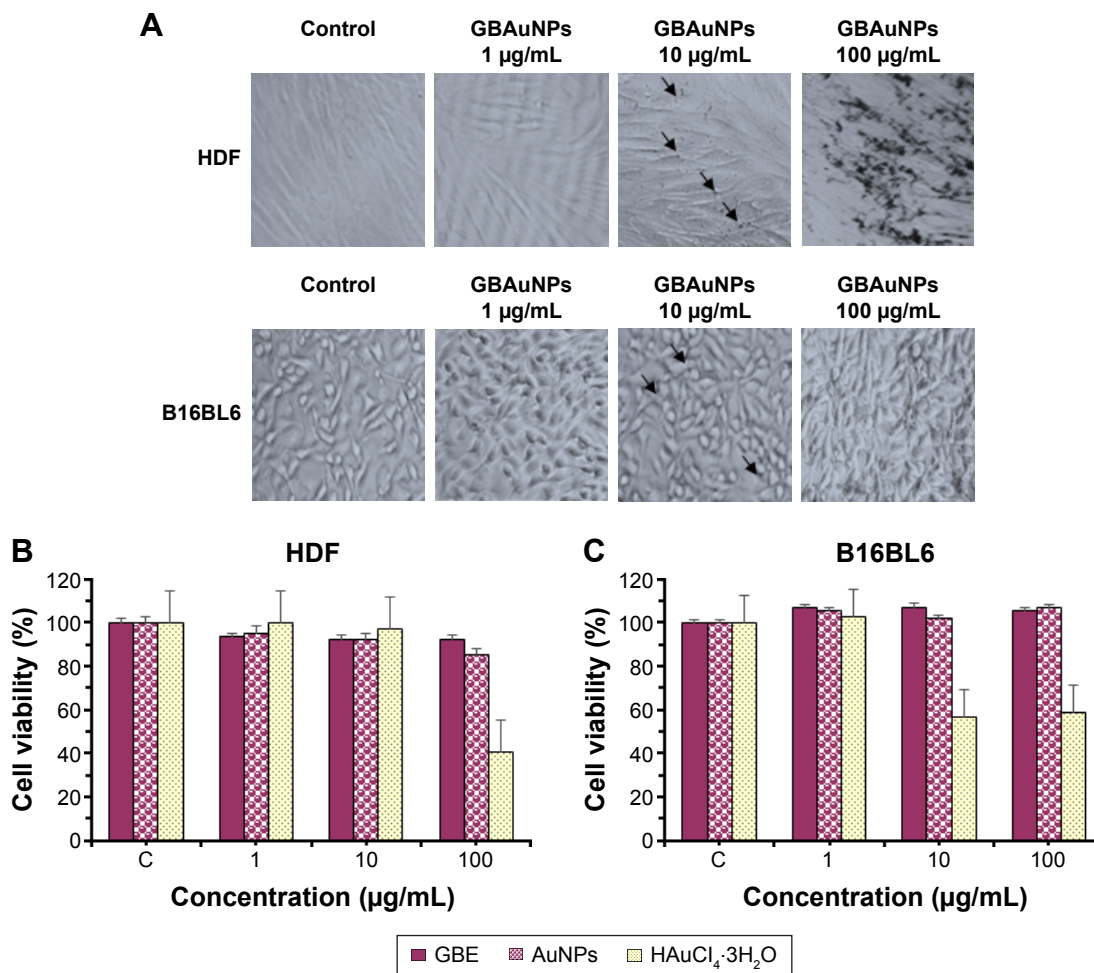 A
Control
GBAuNPs
1 µg/mL
GBAuNPs
10 µg/mL
GBAuNPs
100 µg/mL
HDF
Control
GBAuNPs
1 µg/mL
GBAuNPs
10 µg/mL
GBAuNPs
100 µg/mL
B16BL6
B
HDF
Cell viability (%)
120
100
80
60
40
20
0
C
1
10
100
Concentration (µg/mL)
C
B16BL6
Cell viability (%)
120
100
80
60
40
20
0
C
1
10
100
Concentration (µg/mL)
GBE AuNPs HAuCl₄·3H₂O